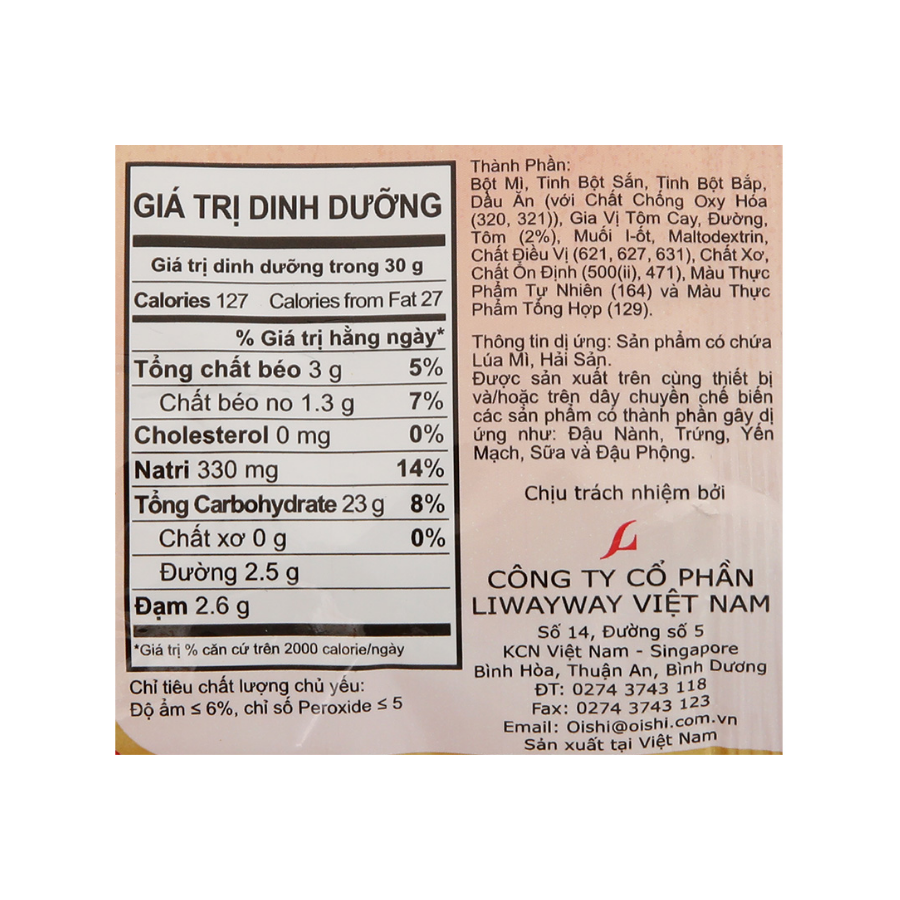 GIÁ TRỊ DINH DƯỠNG
Giá trị dinh dưỡng trong 30 g
Calories 127 Calories from Fat 27
% Giá trị hằng ngày*
Tổng chất béo 3 g 5%
Chất béo no 1.3 g 7%
Cholesterol 0 mg 0%
Natri 330 mg 14%
Tổng Carbohydrate 23 g 8%
Chất xơ 0 g 0%
Đường 2.5 g
Đạm 2.6 g
*Giá trị % căn cứ trên 2000 calorie/ngày
Chỉ tiêu chất lượng chủ yếu:
Độ ẩm ≤ 6%, chỉ số Peroxide ≤ 5
Thành Phần:
Bột Mì, Tinh Bột Sắn, Tinh Bột Bắp,
Dầu Ăn (với Chất Chống Oxy Hóa
(320, 321)), Gia Vị Tôm Cay, Đường,
Tôm (2%), Muối I-ốt, Maltodextrin,
Chất Điều Vị (621, 627, 631), Chất Xơ,
Chất Ổn Định (500(ii), 471), Màu Thực
Phẩm Tự Nhiên (164) và Màu Thực
Phẩm Tổng Hợp (129).
Thông tin dị ứng: Sản phẩm có chứa
Lúa Mì, Hải Sản.
Được sản xuất trên cùng thiết bị
và/hoặc trên dây chuyền chế biến
các sản phẩm có thành phần gây dị
ứng như: Đậu Nành, Trứng, Yến
Mạch, Sữa và Đậu Phộng.
Chịu trách nhiệm bởi
CÔNG TY CỔ PHẦN
LIWAYWAY VIỆT NAM
Số 14, Đường số 5
KCN Việt Nam - Singapore
Bình Hòa, Thuận An, Bình Dương
ĐT: 0274 3743 118
Fax: 0274 3743 123
Email: Oishi@oishi.com.vn
Sản xuất tại Việt Nam